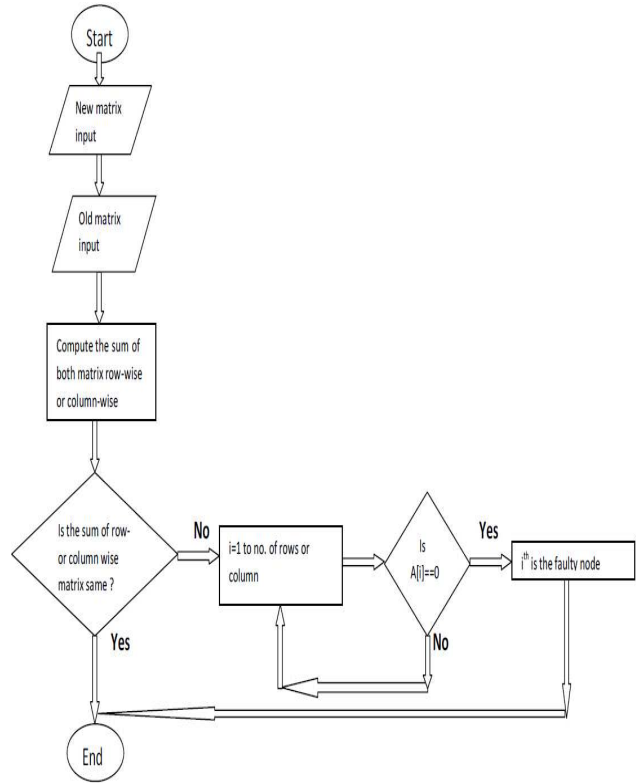 Start
New matrix
input
Old matrix
input
Compute the sum of
both matrix row-wise
or column-wise
Is the sum of row-
or column wise
matrix same ?
No
Yes
i=1 to no. of rows or
column
Is
A[i]==0
Yes
No
i^th is the faulty node
End